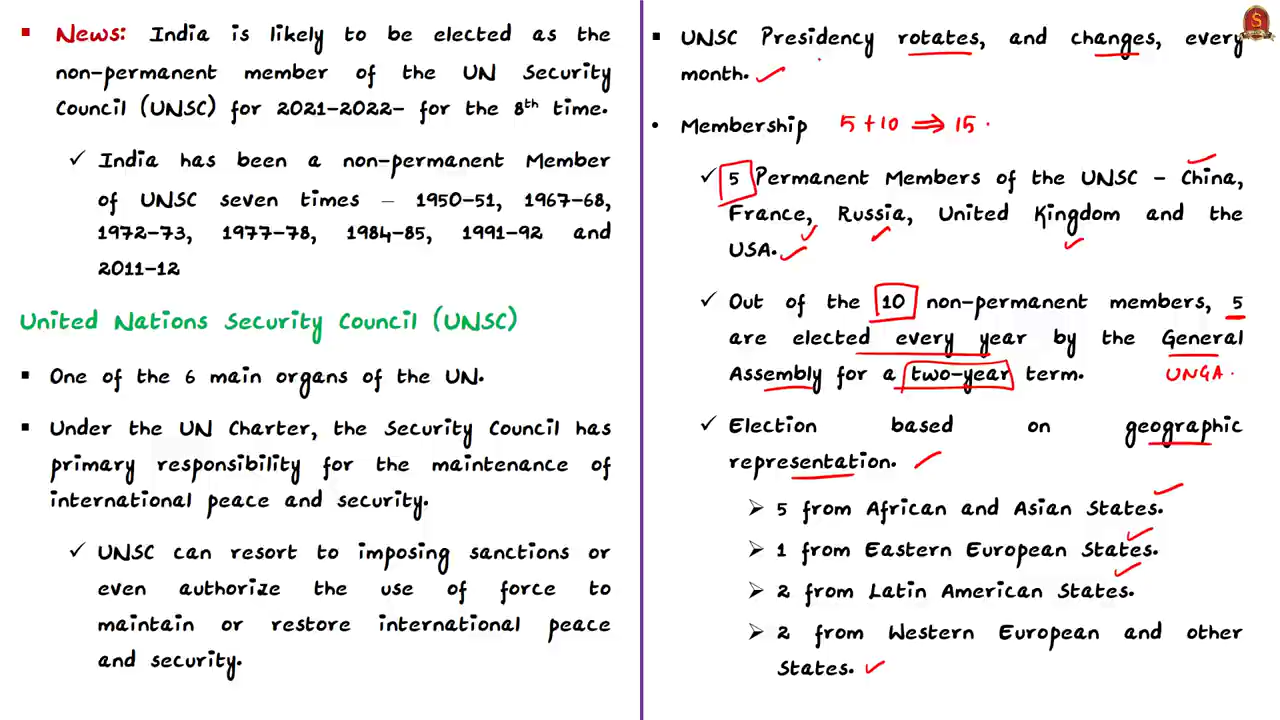 News: India is likely to be elected as the
non-permanent member of the UN Security
Council (UNSC) for 2021-2022- for the 8th time.
✓ India has been a non-permanent Member
of UNSC seven times – 1950-51, 1967-68,
1972-73, 1977-78, 1984-85, 1991-92 and
2011-12
United Nations Security Council (UNSC)
▪ One of the 6 main organs of the UN.
▪ Under the UN Charter, the Security Council has
primary responsibility for the maintenance of
international peace and security.
✓ UNSC can resort to imposing sanctions or
even authorize the use of force to
maintain or restore international peace
and security.
▪ UNSC Presidency rotates, and changes, every
month.
• Membership 5 + 10 ⇒ 15.
✓ 5 Permanent Members of the UNSC – China,
France, Russia, United Kingdom and the
USA.
✓ Out of the 10 non-permanent members, 5
are elected every year by the General
Assembly for a two-year term. UNGA.
✓ Election based on geographic
representation.
➢ 5 from African and Asian States.
➢ 1 from Eastern European States.
➢ 2 from Latin American States.
➢ 2 from Western European and other
States.